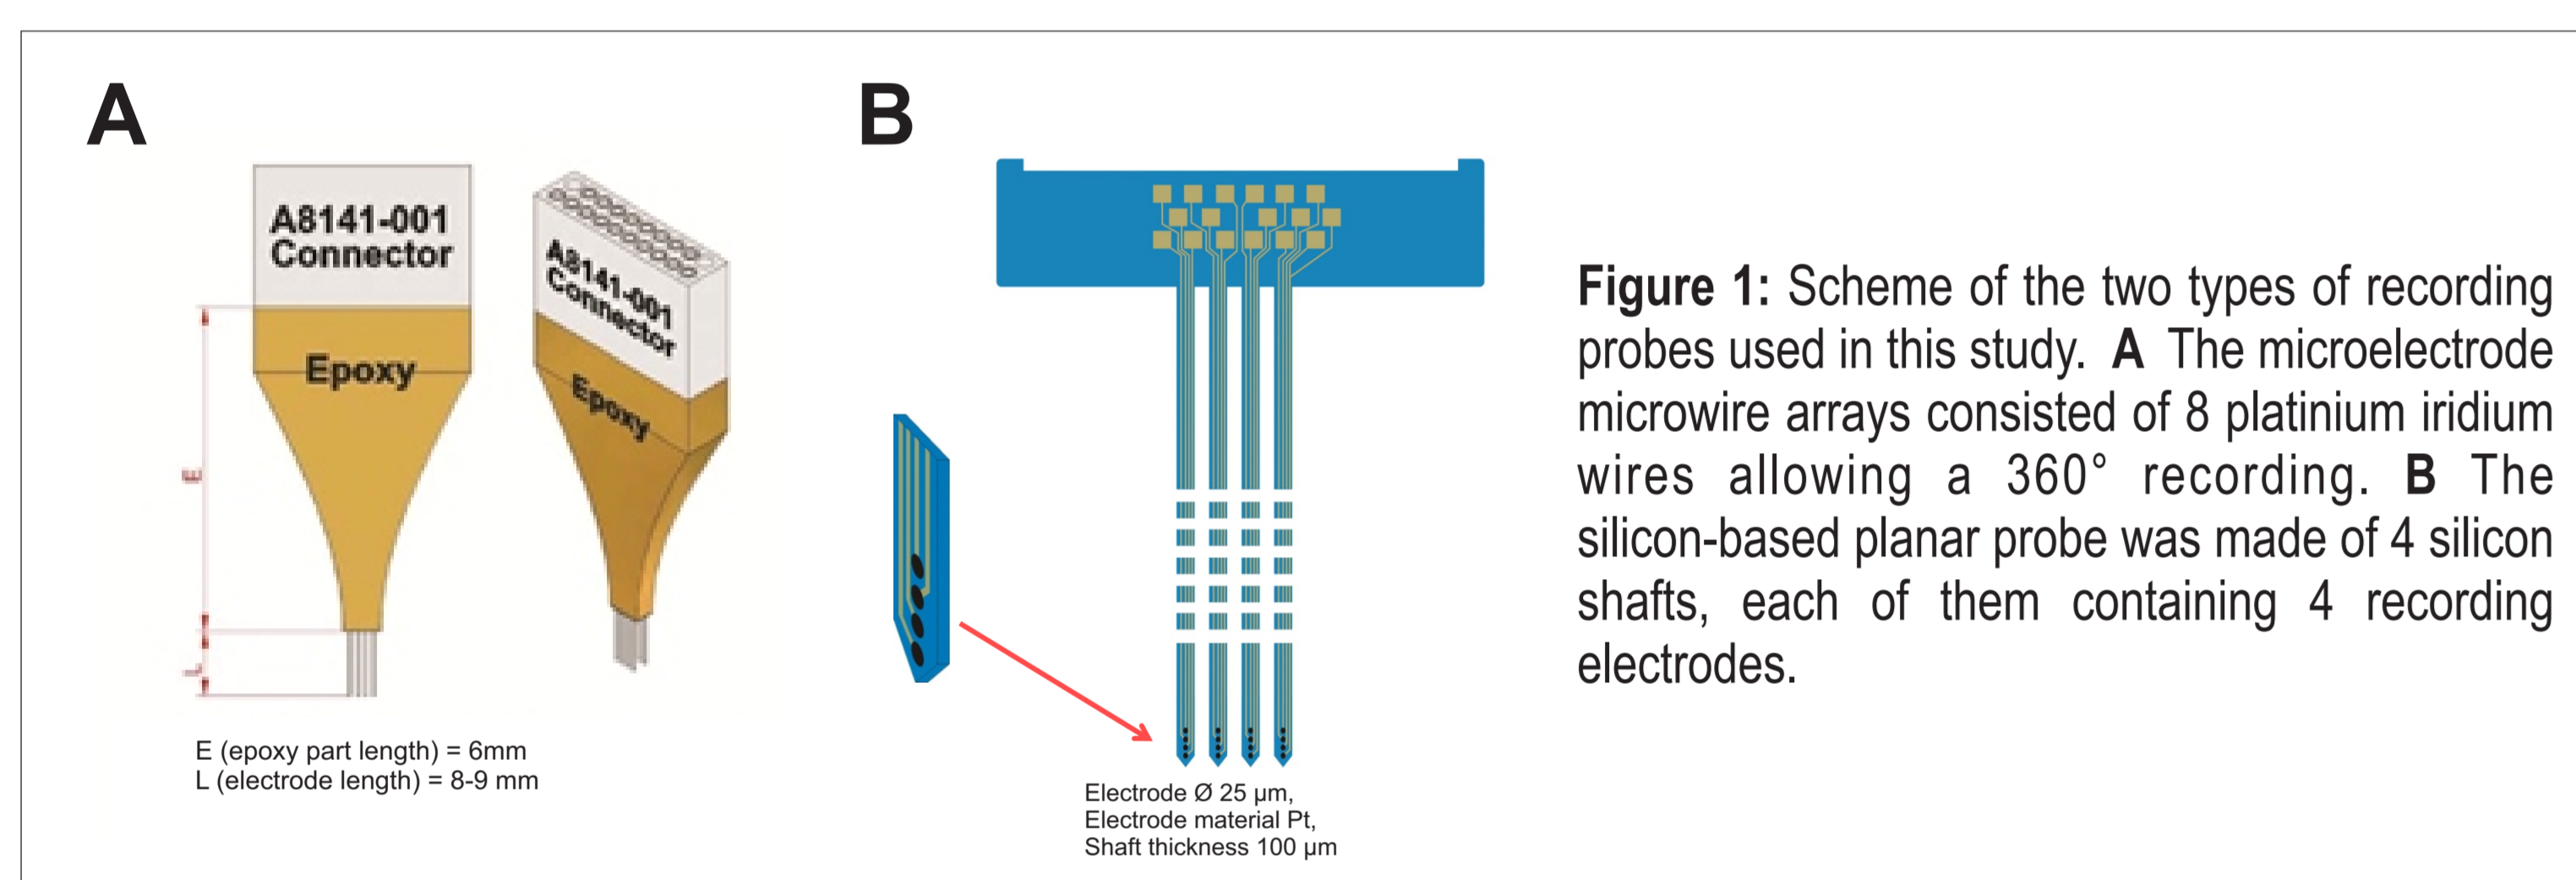 A
B
A8141-001
Connector
Epoxy
A8141-001
Connector
Epoxy
E
L
E (epoxy part length) = 6mm
L (electrode length) = 8-9 mm
Electrode Ø 25 µm,
Electrode material Pt,
Shaft thickness 100 µm
Figure 1: Scheme of the two types of recording
probes used in this study. A The microelectrode
microwire arrays consisted of 8 platinium iridium
wires allowing a 360° recording. B The
silicon-based planar probe was made of 4 silicon
shafts, each of them containing 4 recording
electrodes.